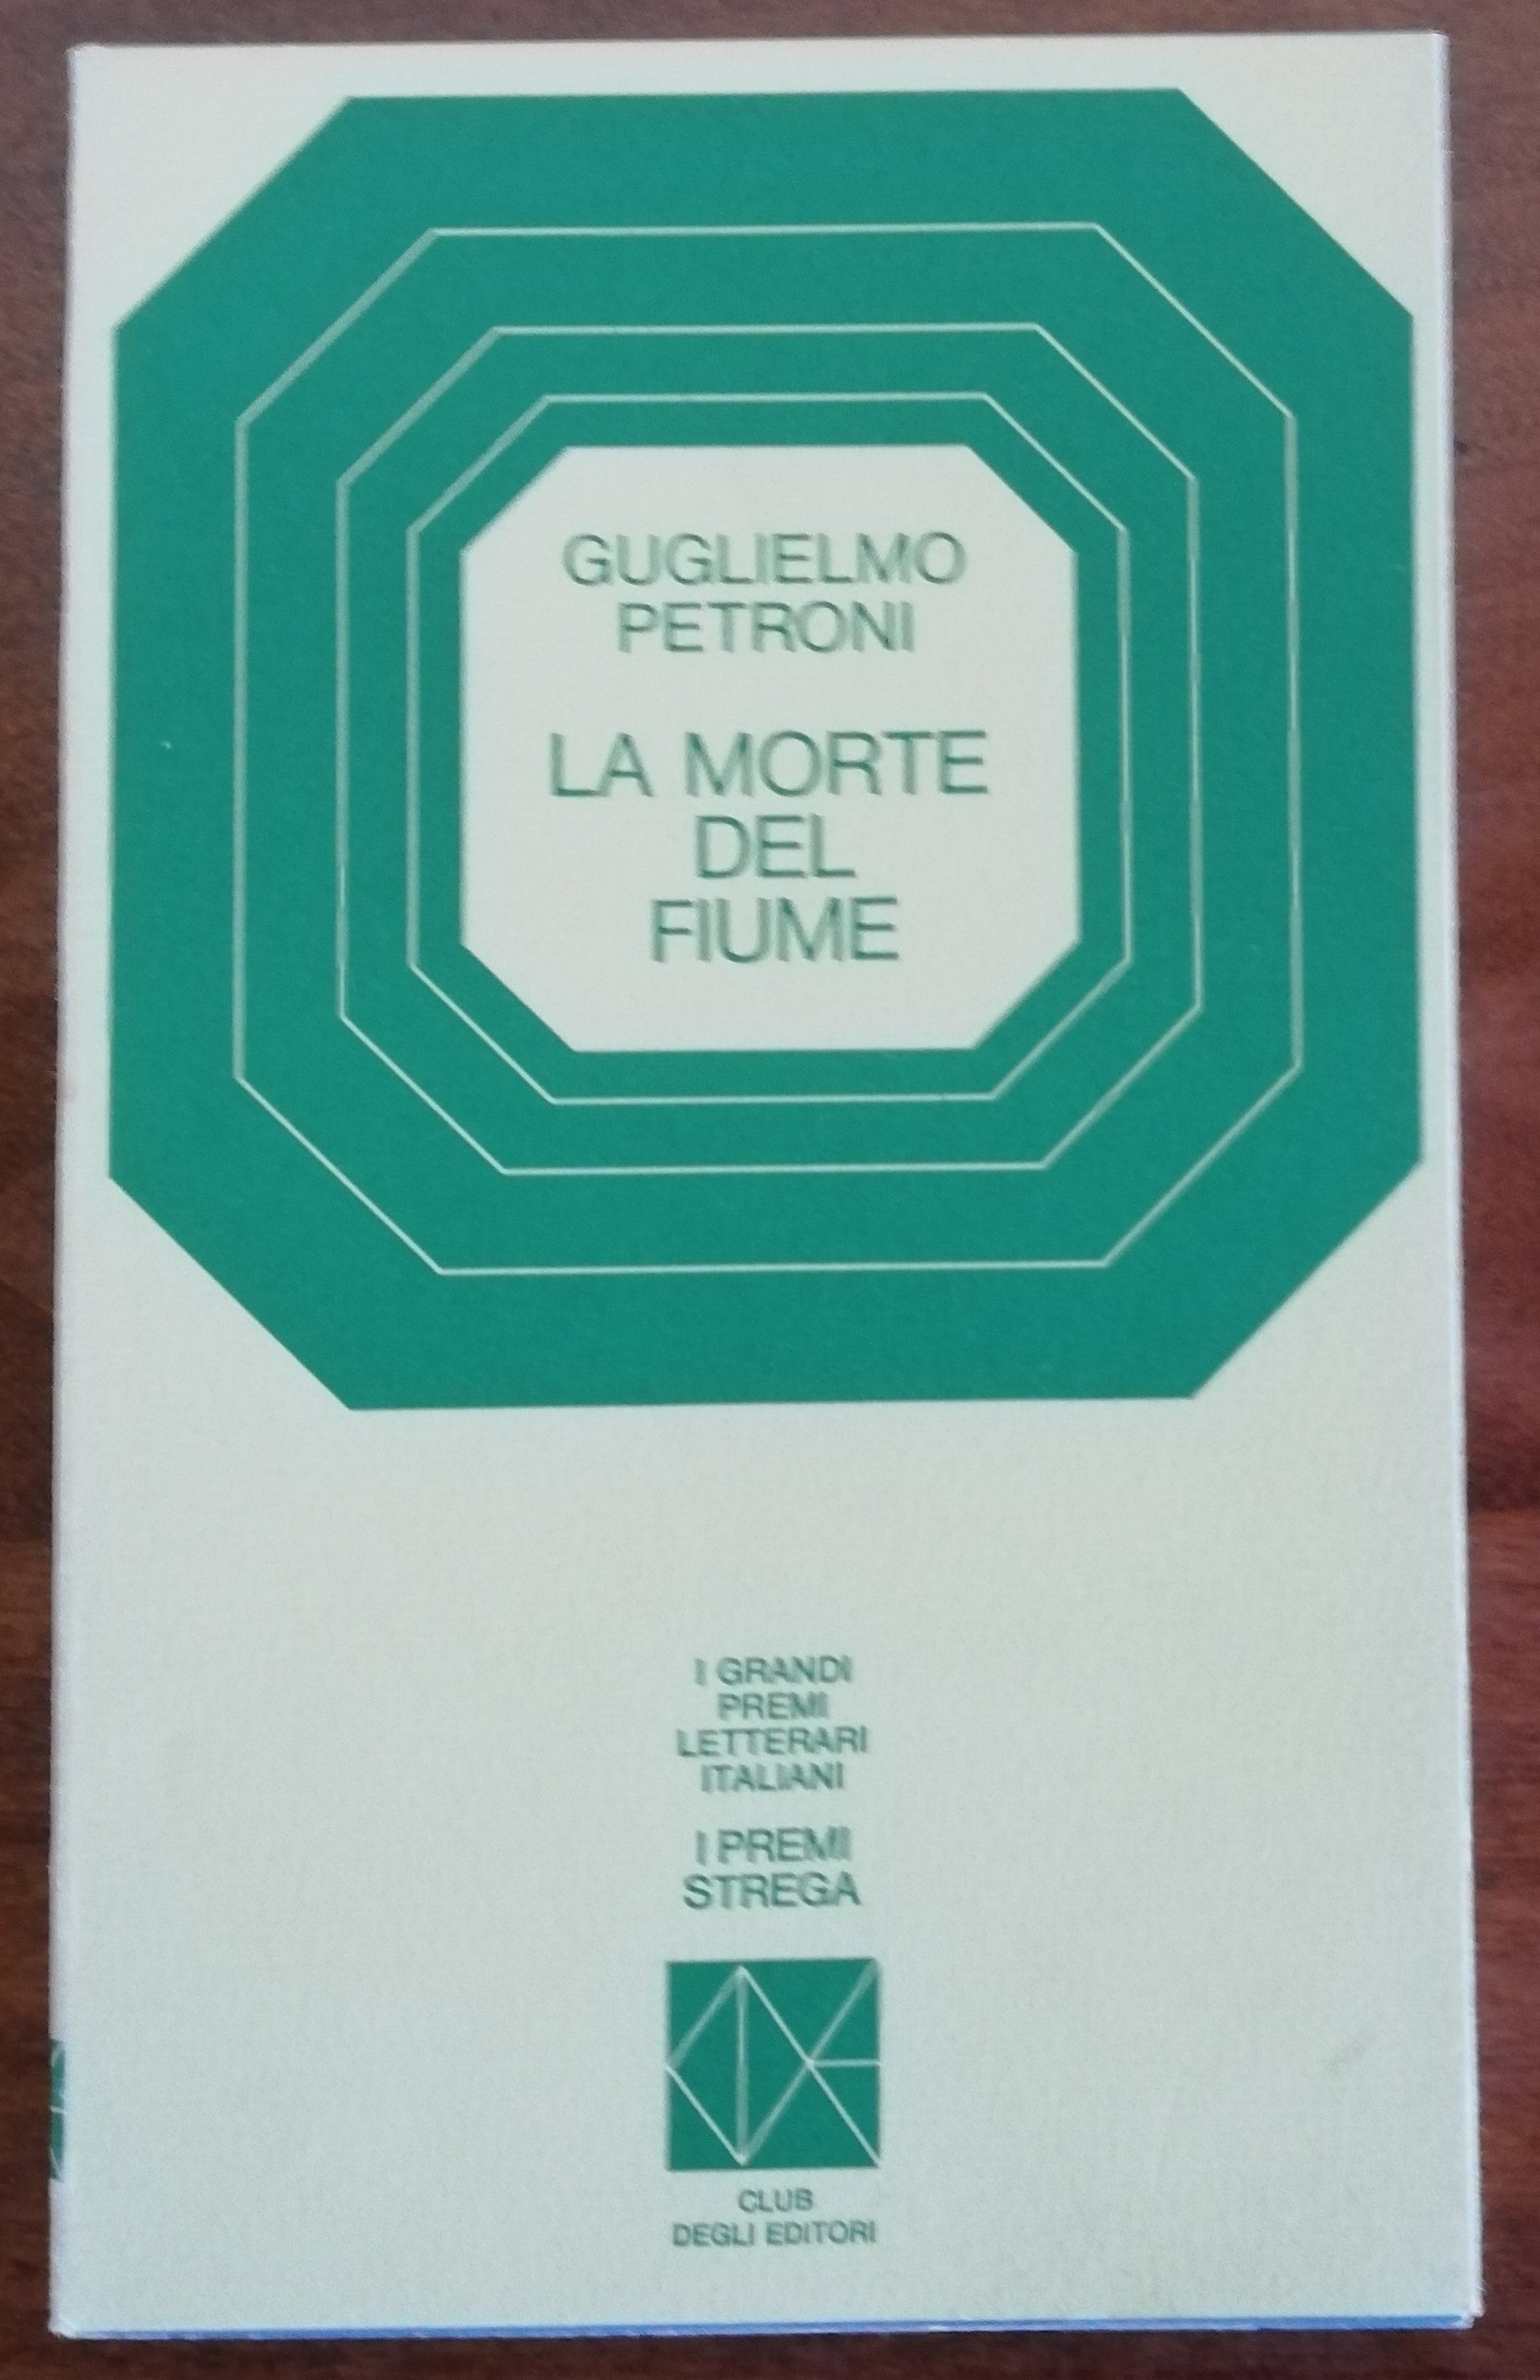 GUGLIELMO
PETRONI
LA MORTE
DEL
FIUME
I GRANDI
PREMI
LETTERARI
ITALIANI
I PREMI
STREGA
CLUB
DEGLI EDITORI